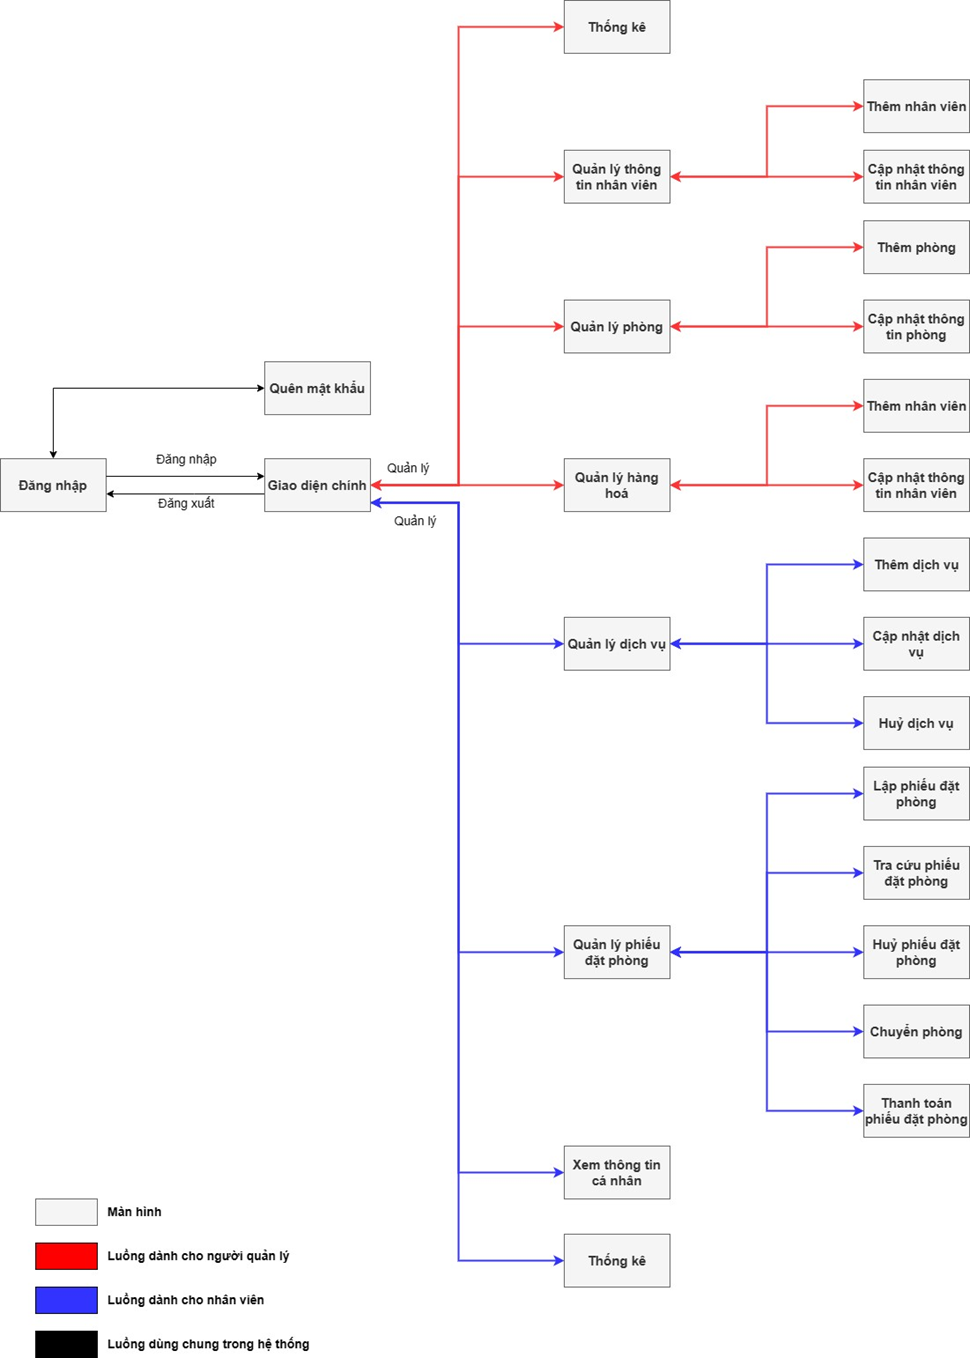 Thống kê
Thêm nhân viên
Quản lý thông
tin nhân viên
Cập nhật thông
tin nhân viên
Thêm phòng
Quản lý phòng
Cập nhật thông
tin phòng
Quên mật khẩu
Thêm nhân viên
Đăng nhập
Đăng nhập
Đăng xuất
Giao diện chính
Quản lý
Quản lý
Quản lý hàng
hoá
Cập nhật thông
tin nhân viên
Thêm dịch vụ
Quản lý dịch vụ
Cập nhật dịch
vụ
Huỷ dịch vụ
Lập phiếu đặt
phòng
Tra cứu phiếu
đặt phòng
Quản lý phiếu
đặt phòng
Huỷ phiếu đặt
phòng
Chuyển phòng
Thanh toán
phiếu đặt phòng
Xem thông tin
cá nhân
Thống kê
Màn hình
Luồng dành cho người quản lý
Luồng dành cho nhân viên
Luồng dùng chung trong hệ thống